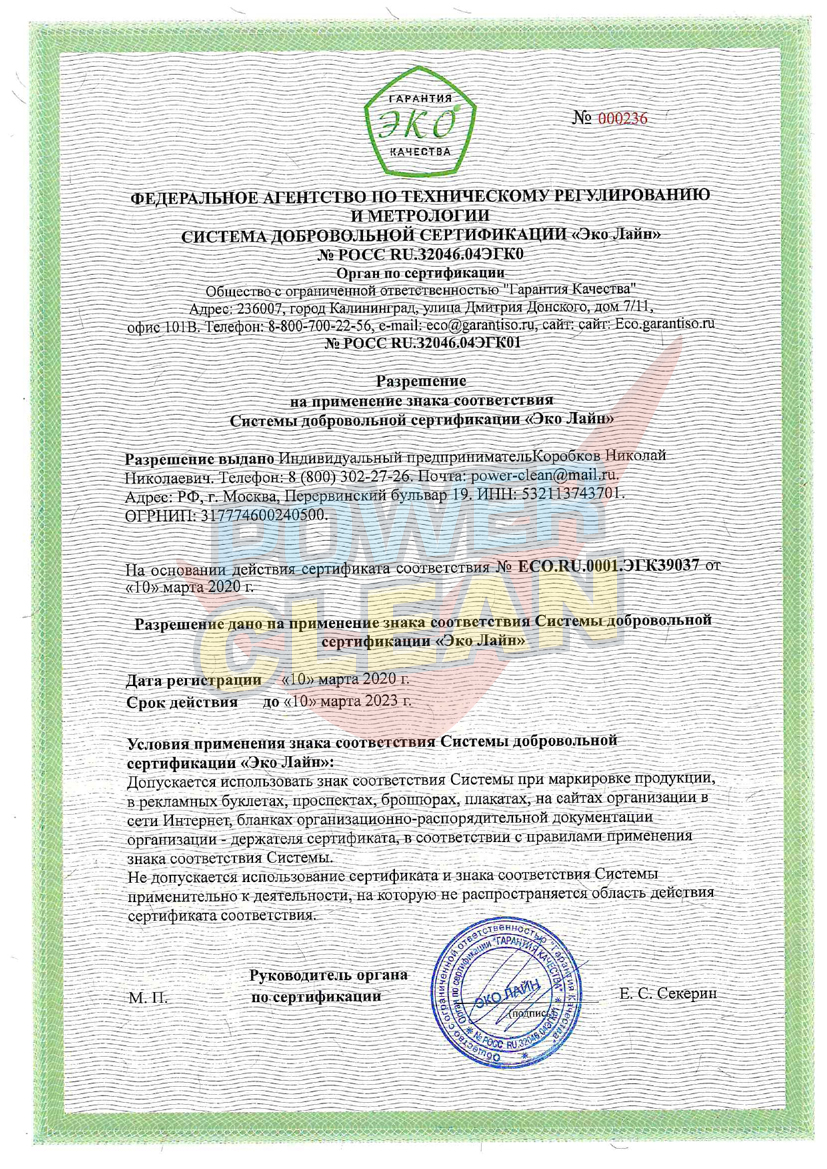 ГАРАНТИЯ
ЭКО
КАЧЕСТВА
№ 000236
ФЕДЕРАЛЬНОЕ АГЕНТСТВО ПО ТЕХНИЧЕСКОМУ РЕГУЛИРОВАНИЮ
И МЕТРОЛОГИИ
СИСТЕМА ДОБРОВОЛЬНОЙ СЕРТИФИКАЦИИ «Эко Лайн»
№ РОСС RU.32046.04ЭГК0
Орган по сертификации
Общество с ограниченной ответственностью "Гарантия Качества"
Адрес: 236007, город Калининград, улица Дмитрия Донского, дом 7/11,
офис 101В. Телефон: 8-800-700-22-56, e-mail: eco@garantiso.ru, сайт: сайт: Eco.garantiso.ru
№ РОСС RU.32046.04ЭГК01
Разрешение
на применение знака соответствия
Системы добровольной сертификации «Эко Лайн»
Разрешение выдано Индивидуальный предпринимательКоробков Николай
Николаевич. Телефон: 8 (800) 302-27-26. Почта: power-clean@mail.ru.
Адрес: РФ, г. Москва, Перервинский бульвар 19. ИНН: 532113743701.
ОГРНИП: 317774600240500.
POWER
CLEAN
На основании действия сертификата соответствия № ECO.RU.0001.ЭГК39037 от
«10» марта 2020 г.
Разрешение дано на применение знака соответствия Системы добровольной
сертификации «Эко Лайн»
Дата регистрации «10» марта 2020 г.
Срок действия до «10» марта 2023 г.
Условия применения знака соответствия Системы добровольной
сертификации «Эко Лайн»:
Допускается использовать знак соответствия Системы при маркировке продукции,
в рекламных буклетах, проспектах, брошюрах, плакатах, на сайтах организации в
сети Интернет, бланках организационно-распорядительной документации
организации - держателя сертификата, в соответствии с правилами применения
знака соответствия Системы.
Не допускается использование сертификата и знака соответствия Системы
применительно к деятельности, на которую не распространяется область действия
сертификата соответствия.
М. П.
Руководитель органа
по сертификации
(подпись)
Е. С. Секерин
Общество с ограниченной ответственностью "Гарантия Качества"
Орган по сертификации "ГАРАНТИЯ КАЧЕСТВА"
№ РОСС RU.32046.04ЭГК01
ЭКО ЛАЙН